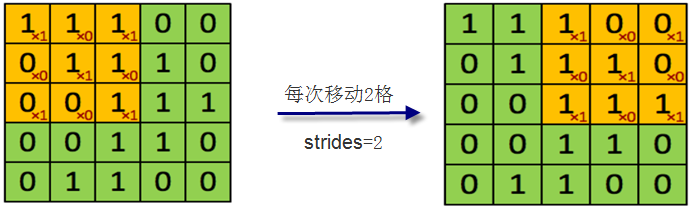 1×1 1×0 1×1 0 0
0×0 1×1 1×0 1 0
0×1 0×0 1×1 1 1
0 0 1 1 0
0 1 1 0 0
每次移动2格
strides=2
1 1 1×1 0×0 0×1
0 1 1×0 1×1 0×0
0 0 1×1 1×0 1×1
0 0 1 1 0
0 1 1 0 0